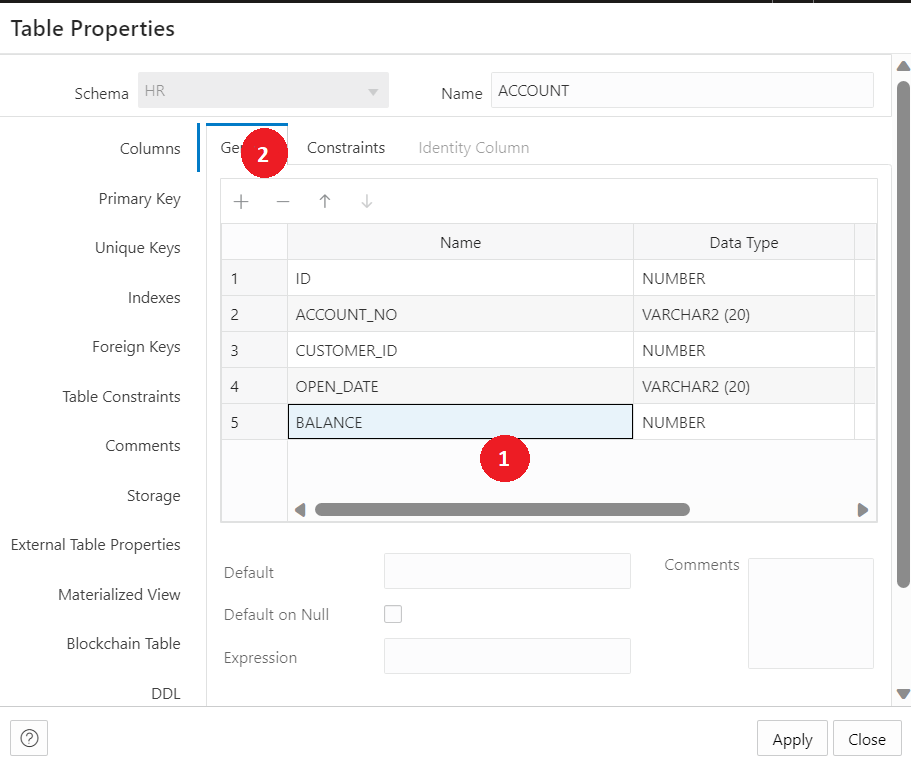 Table Properties
Schema HR Name ACCOUNT
Columns
Primary Key
Unique Keys
Indexes
Foreign Keys
Table Constraints
Comments
Storage
External Table Properties
Materialized View
Blockchain Table
DDL
2 Constraints Identity Column
Name Data Type
1 ID NUMBER
2 ACCOUNT_NO VARCHAR2 (20)
3 CUSTOMER_ID NUMBER
4 OPEN_DATE VARCHAR2 (20)
5 BALANCE NUMBER
1
Default
Default on Null
Expression
Comments
? Apply Close